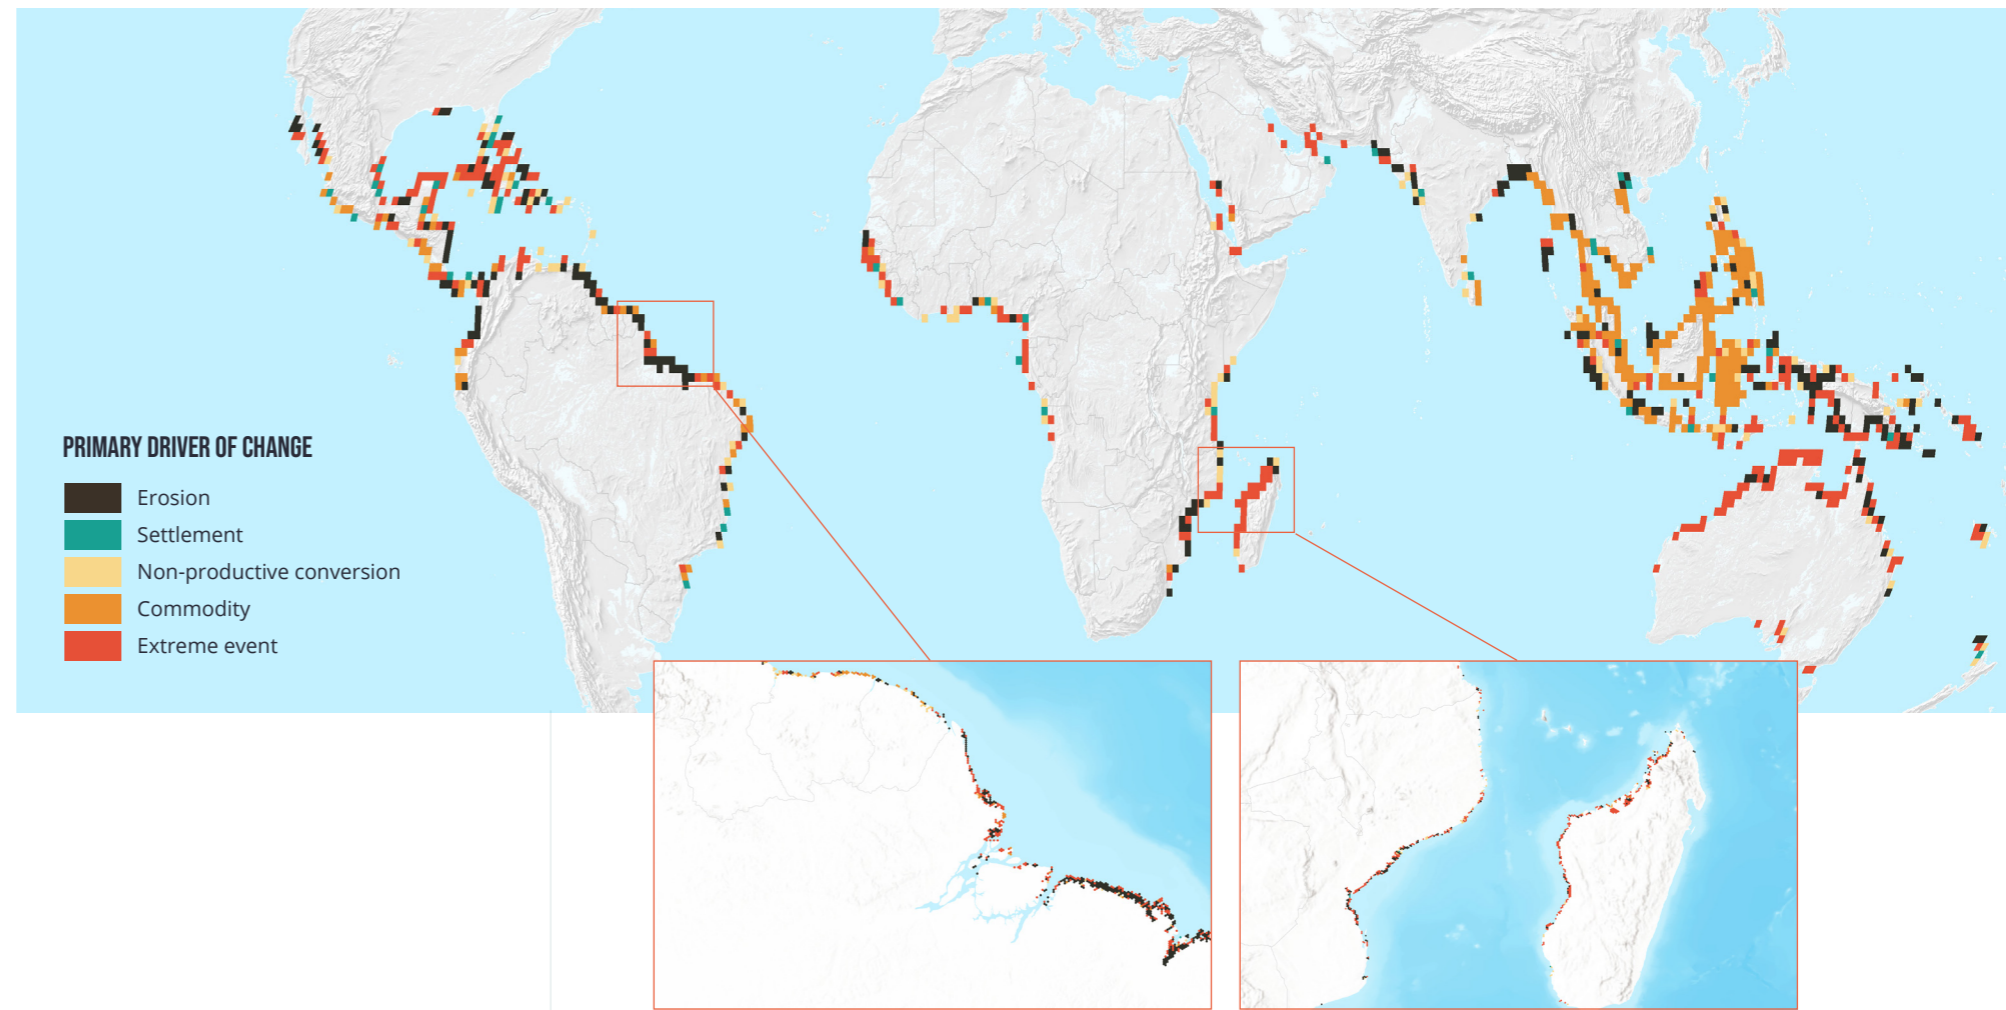 PRIMARY DRIVER OF CHANGE
Erosion
Settlement
Non-productive conversion
Commodity
Extreme event